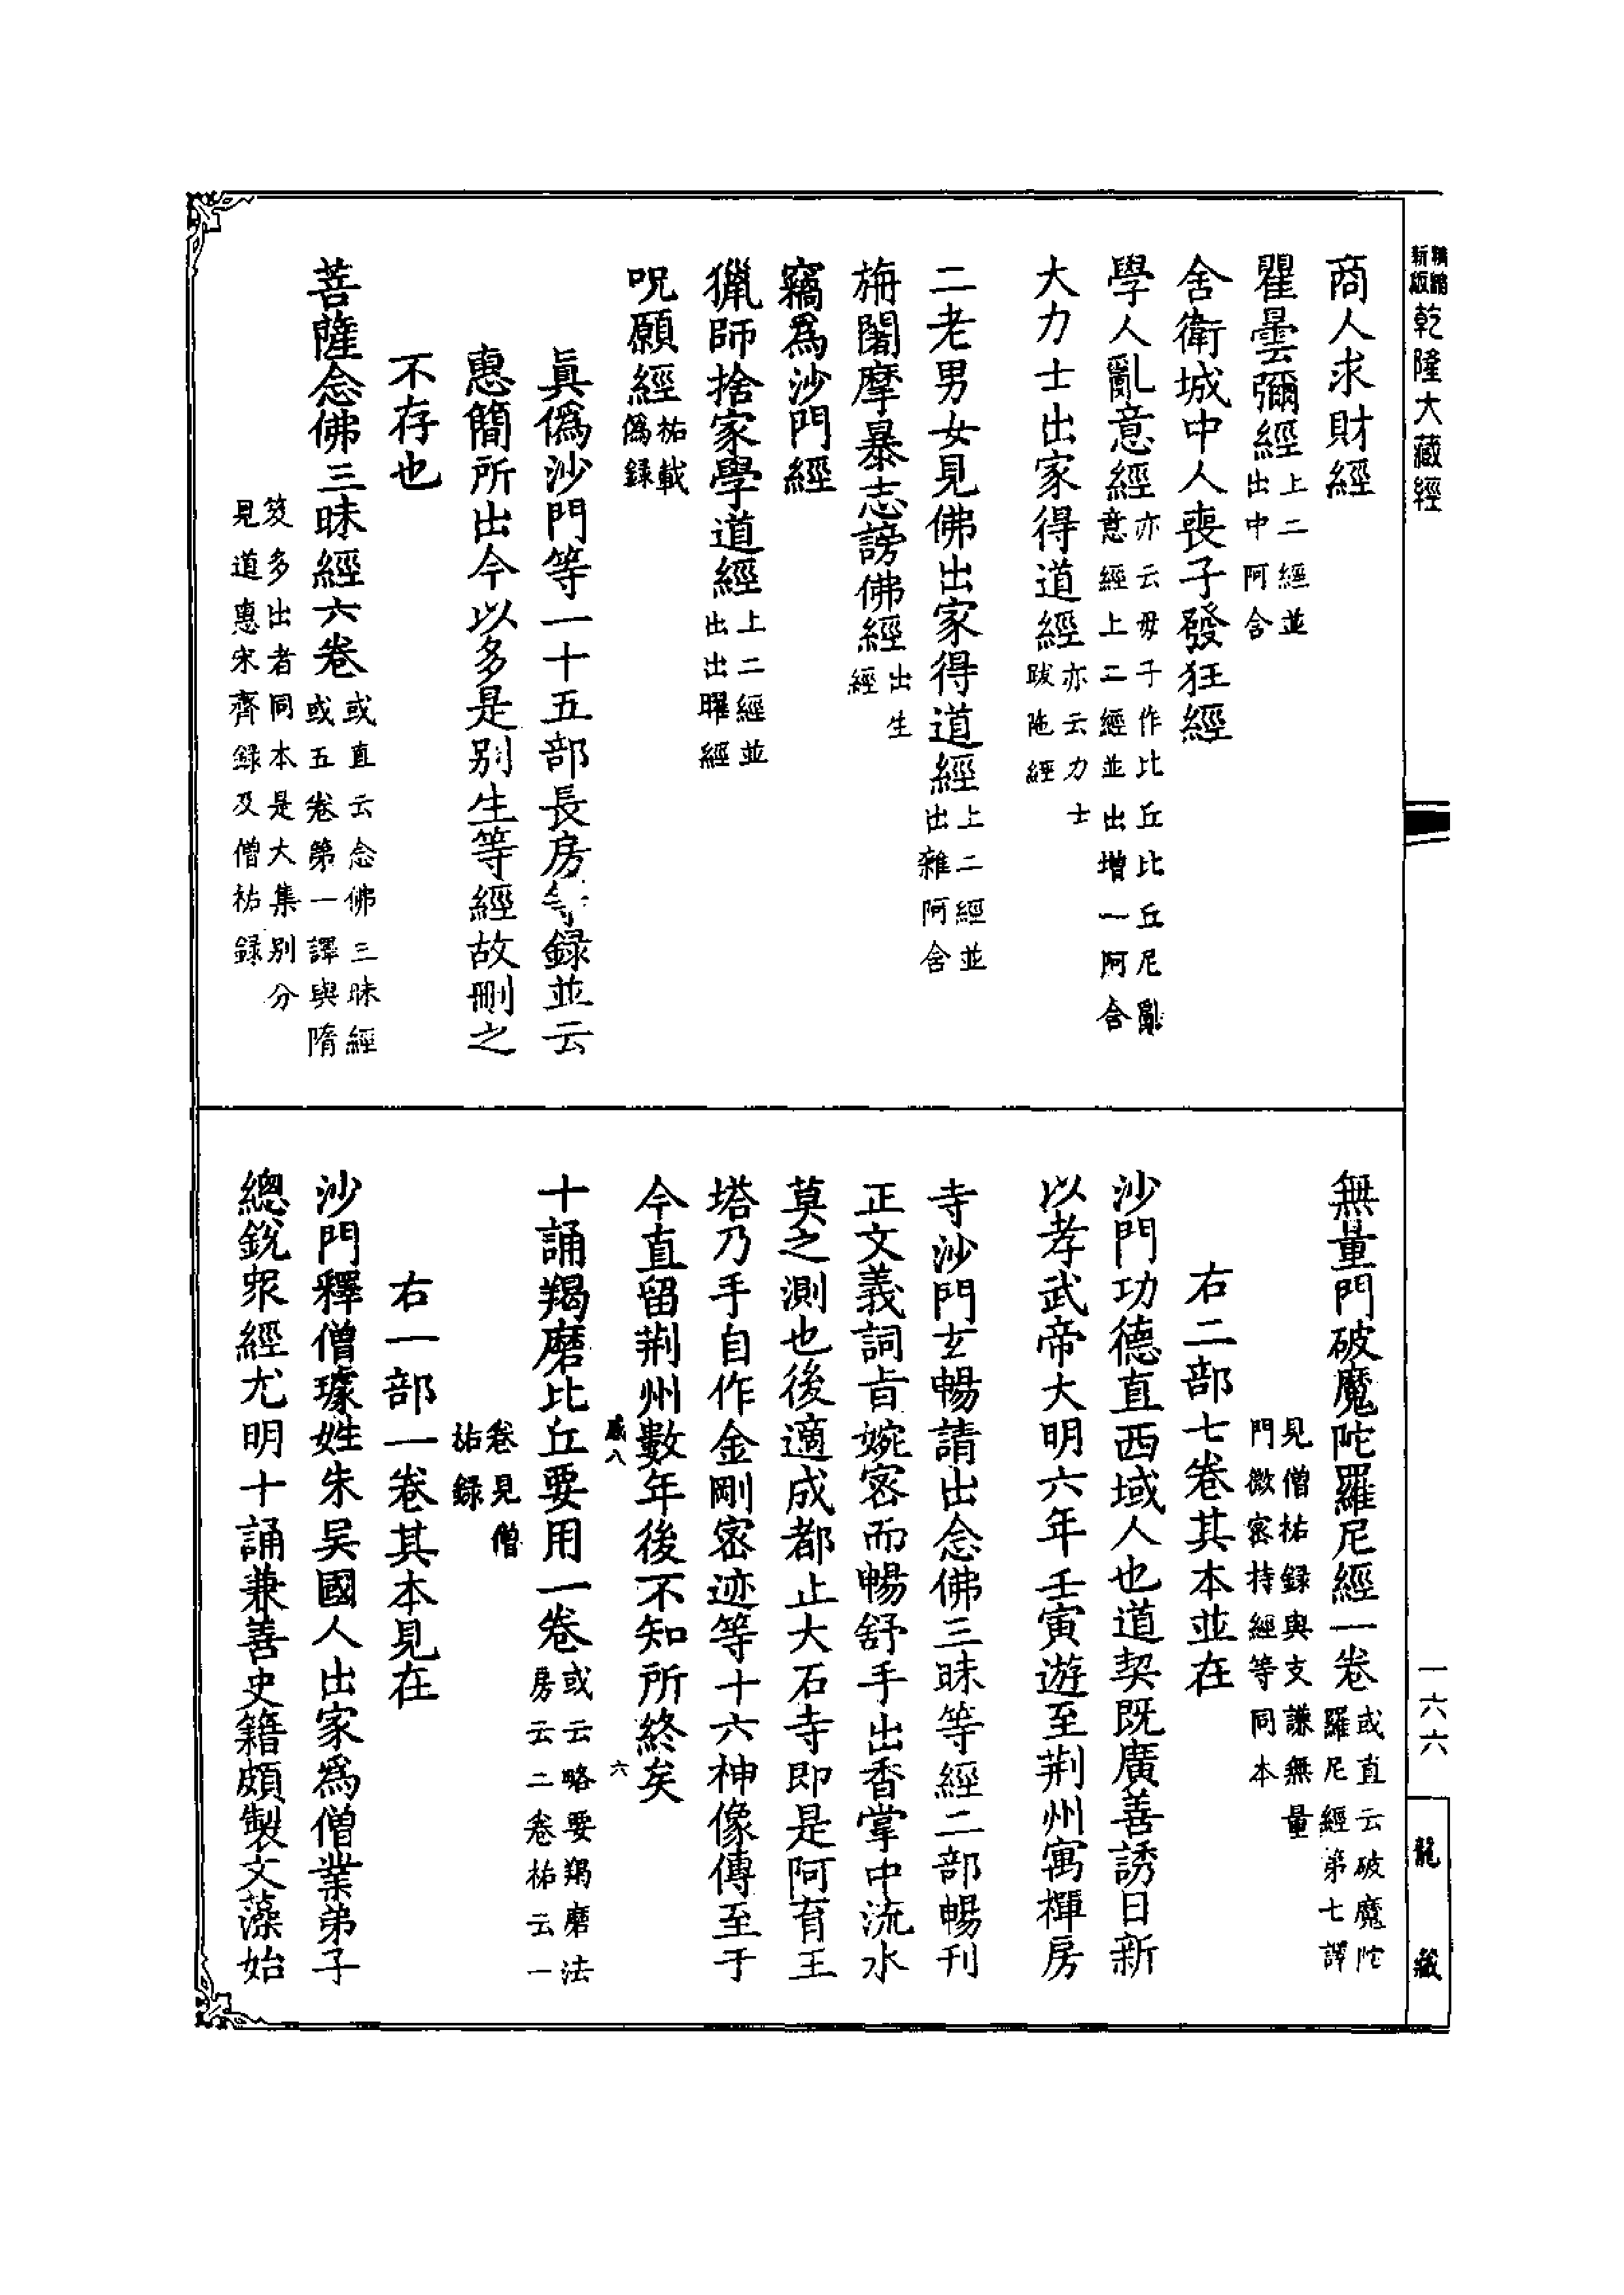 精縮
新版
乾隆大藏經
商人求財經
瞿曇彌經上二經並
出中阿含
舍衛城中人喪子發狂經
學人亂意經亦云毋子作比丘比丘尼亂
意經上二經並出增一阿含
大力士出家得道經亦云力士
跋陁經
二老男女見佛出家得道經上二經並
出雜阿含
旃闍摩暴志謗佛經出生
經
竊為沙門經
獵師捨家學道經上二經並
出出曜經
呪願經祐載
偽錄
真偽沙門等一十五部長房等錄並云
惠簡所出今以多是別生等經故刪之
不存也
菩薩念佛三昧經六卷或直云念佛三昧經
或五卷第一譯與隋
笈多出者同本是大集別分
見道惠宋齊錄及僧祐錄
無量門破魔陀羅尼經一卷或直云破魔陀
羅尼經第七譯
見僧祐錄與支謙無量
門微密持經等同本
右二部七卷其本並在
沙門功德直西域人也道契既廣善誘日新
以孝武帝大明六年壬寅遊至荊州寓禪房
寺沙門玄暢請出念佛三昧等經二部暢刊
正文義詞旨婉密而暢舒手出香掌中流水
莫之測也後適成都止大石寺即是阿育王
塔乃手自作金剛密迹等十六神像傳至于
今直留荊州數年後不知所終矣
六
十誦羯磨比丘要用一卷或云略要羯磨法
房云二卷祐云一
卷見僧
祐錄
右一部一卷其本見在
沙門釋僧璩姓朱吳國人出家為僧業弟子
總銳眾經尤明十誦兼善史籍頗製文藻始
一六六
龍藏